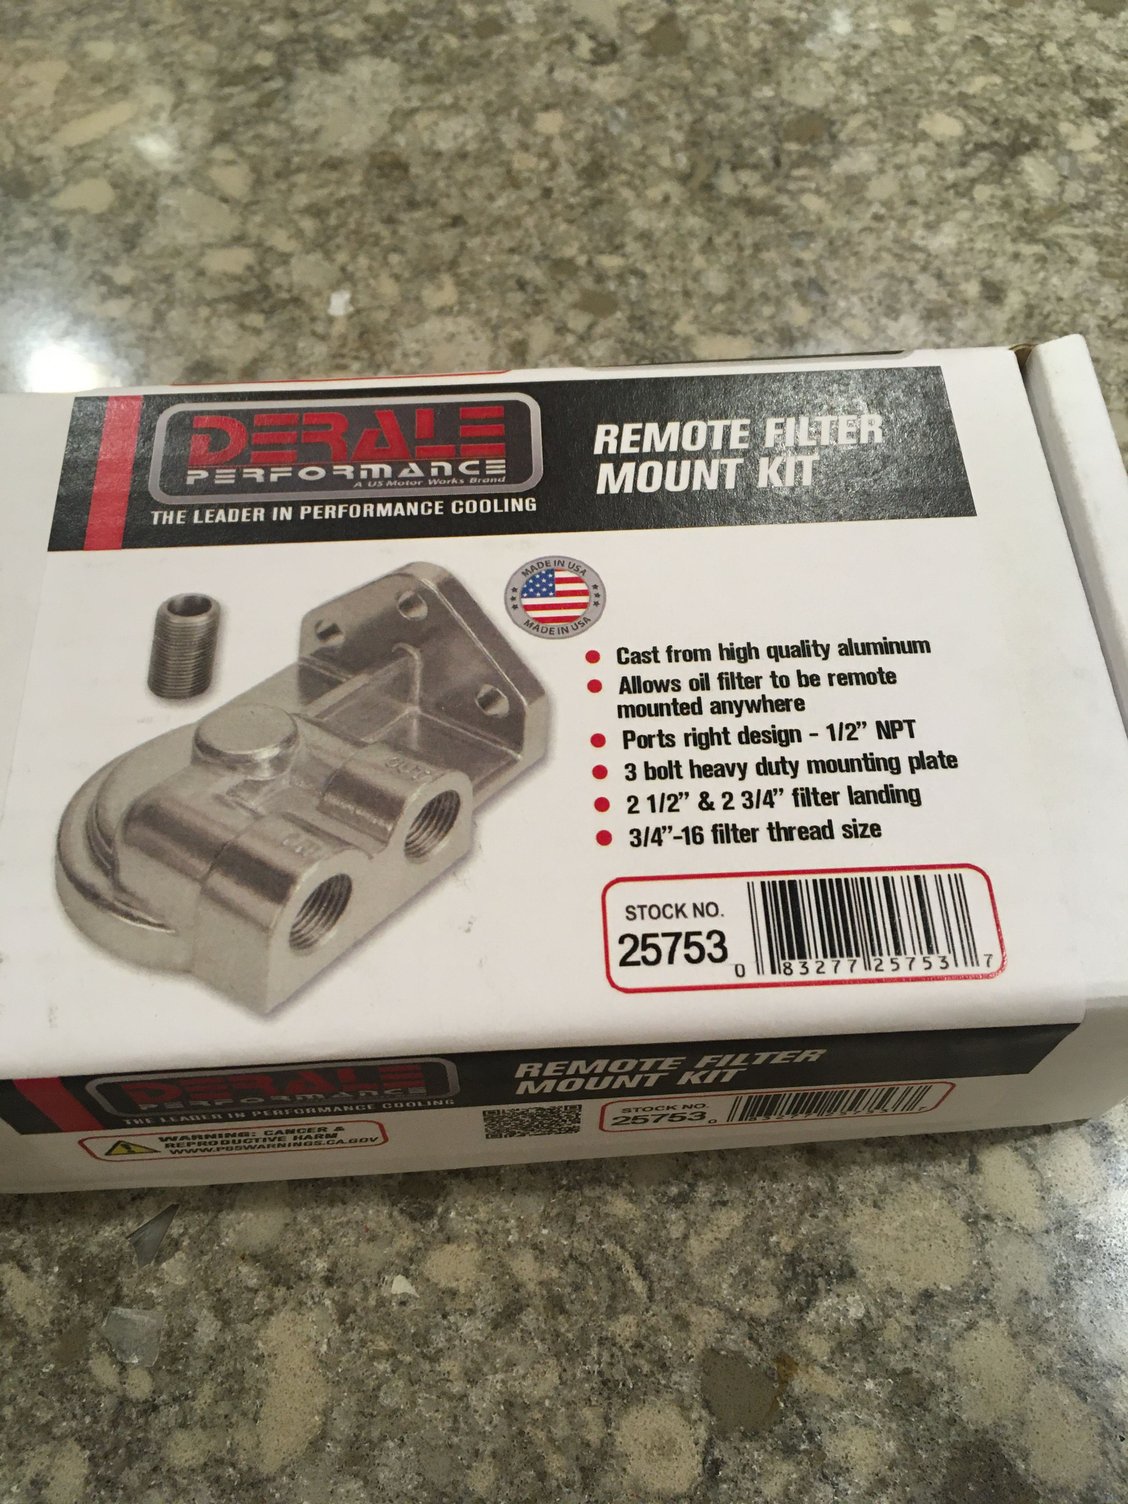 DERALE
PERFORMANCE
A US Motor Works Brand
THE LEADER IN PERFORMANCE COOLING
REMOTE FILTER
MOUNT KIT
MADE IN USA
MADE IN USA
OUT
• Cast from high quality aluminum
• Allows oil filter to be remote
mounted anywhere
• Ports right design - 1/2” NPT
• 3 bolt heavy duty mounting plate
• 2 1/2” & 2 3/4” filter landing
• 3/4”-16 filter thread size
STOCK NO.
25753
0 83277 25753 7
DERALE
PERFORMANCE
THE LEADER IN PERFORMANCE COOLING
REMOTE FILTER
MOUNT KIT
WARNING: CANCER &
REPRODUCTIVE HARM
WWW.P65WARNINGS.CA.GOV
STOCK NO.
25753